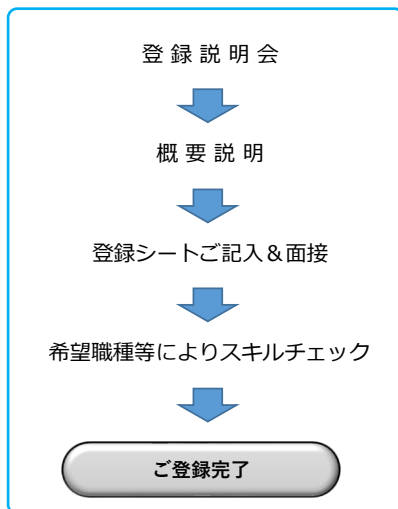 登録説明会
概要説明
登録シートご記入＆面接
希望職種等によりスキルチェック
ご登録完了